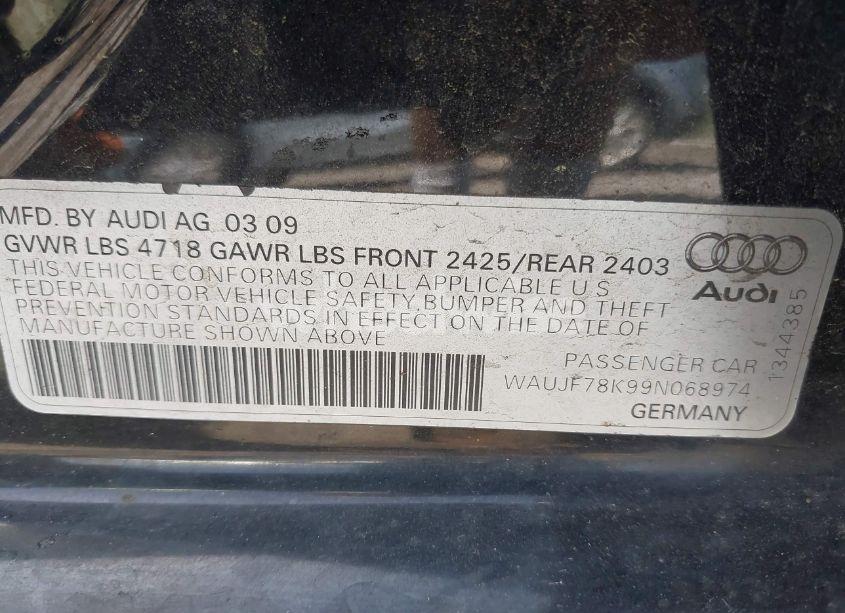 MFD. BY AUDI AG 03 09
GVWR LBS 4718 GAWR LBS FRONT 2425/REAR 2403
THIS VEHICLE CONFORMS TO ALL APPLICABLE U S
FEDERAL MOTOR VEHICLE SAFETY, BUMPER AND THEFT
PREVENTION STANDARDS IN EFFECT ON THE DATE OF
MANUFACTURE SHOWN ABOVE
Audi
PASSENGER CAR
WAUJF78K99N068974
GERMANY
1344385